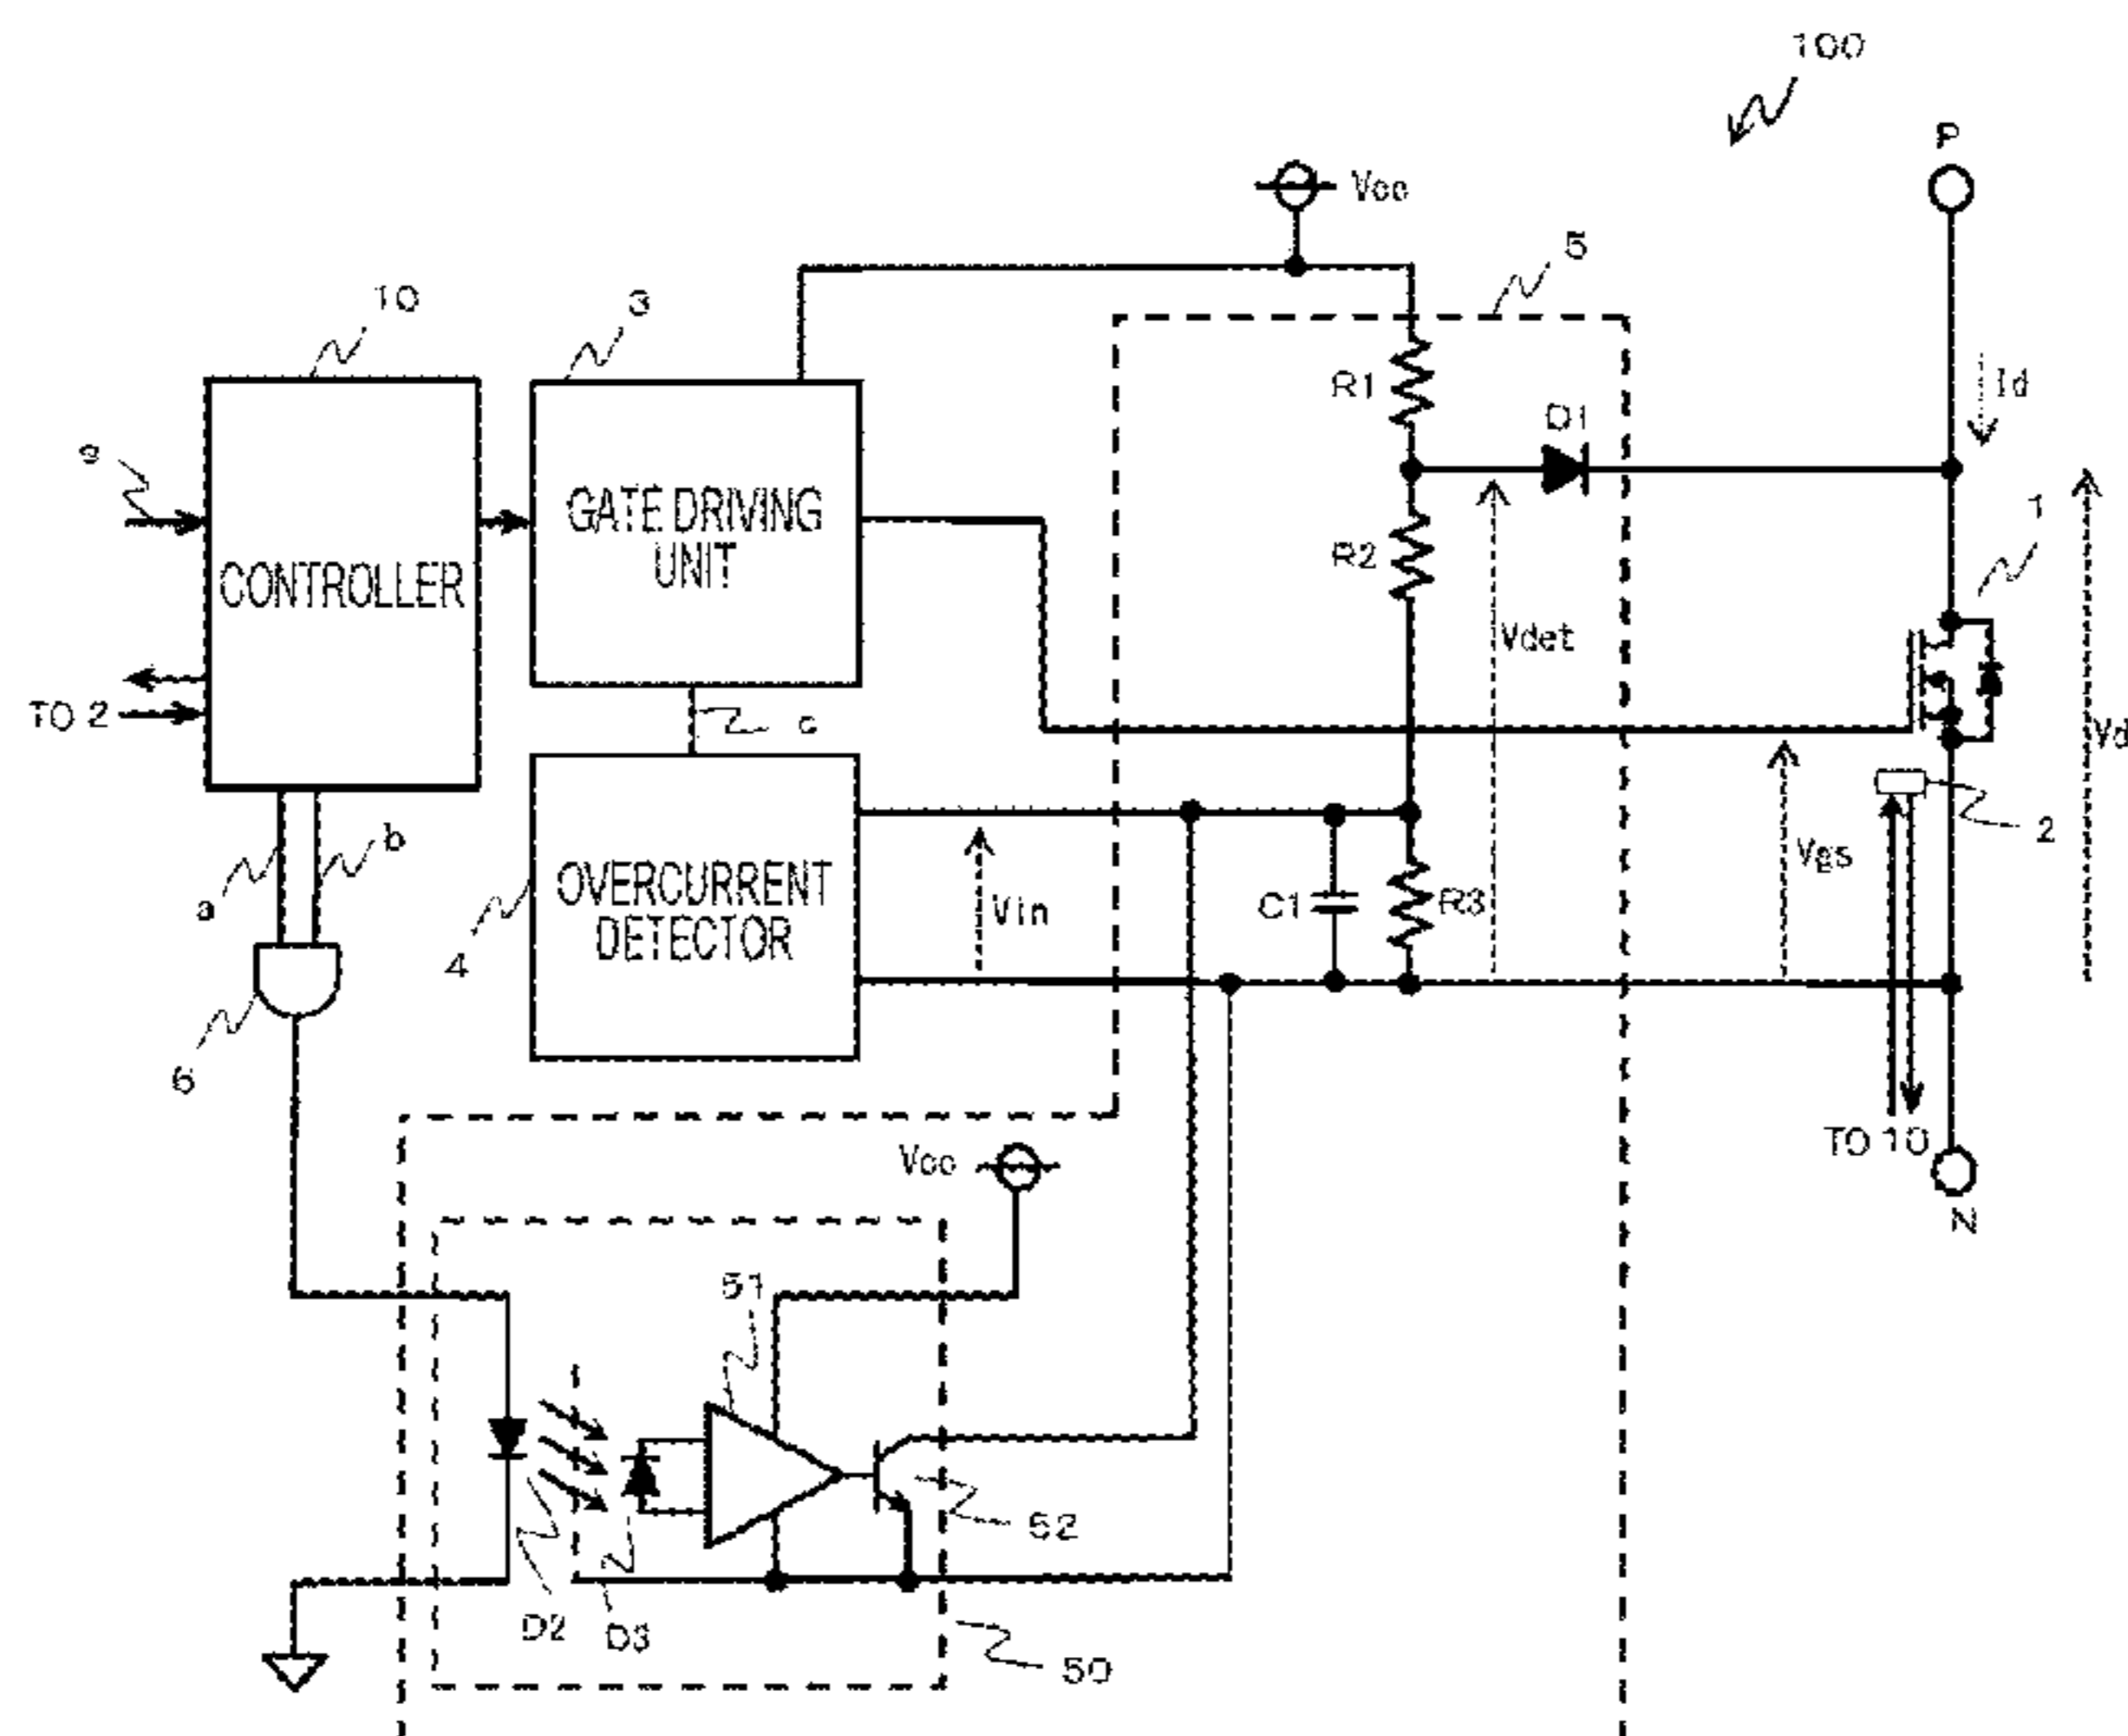 100
P
Vcc
5
10
3
R1
D1
Id
e
GATE DRIVING
UNIT
1
CONTROLLER
R2
Vdet
TO 2
c
Vd
b
a
OVERCURRENT
DETECTOR
Vin
C1
R3
Vgs
2
4
6
TO 10
Vcc
N
51
52
D2
D3
50